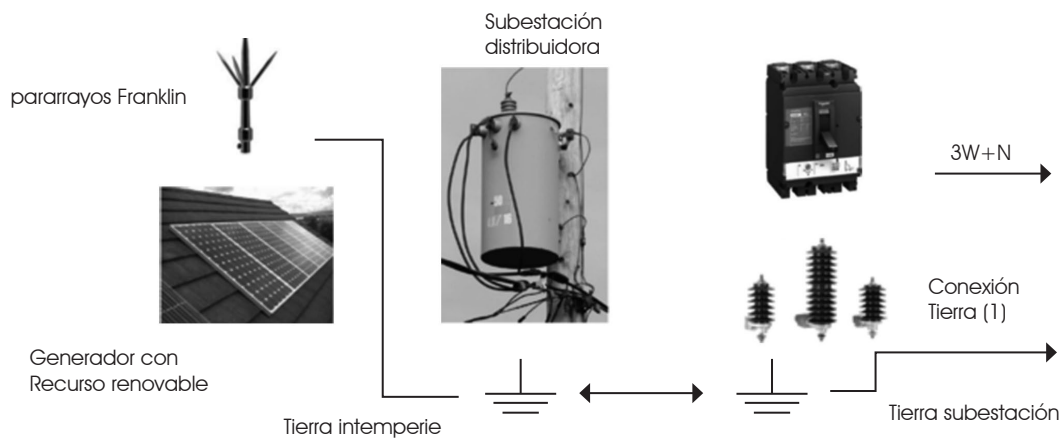 Subestación
distribuidora
pararrayos Franklin
3W+N
Conexión
Tierra (1)
Generador con
Recurso renovable
Tierra intemperie
Tierra subestación